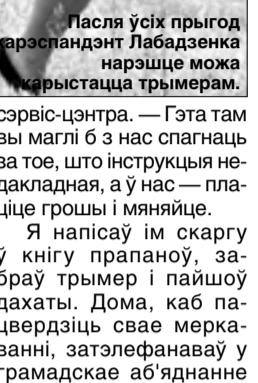 Пасля ўсіх прыгод
карэспандэнт Лабадзенка
нарэшце можа
карыстацца трымерам.
сэрвіс-цэнтра. — Гэта там
вы маглі б з нас спагнаць
за тое, што інструкцыя не-
дакладная, а ў нас — пла-
ціце грошы і мяняйце.
Я напісаў ім скаргу
ў кнігу прапаноў, за-
браў трымер і пайшоў
дахаты. Дома, каб па-
цвердзіць свае мерка-
ванні, затэлефанаваў у
грамадскае аб'яднанне